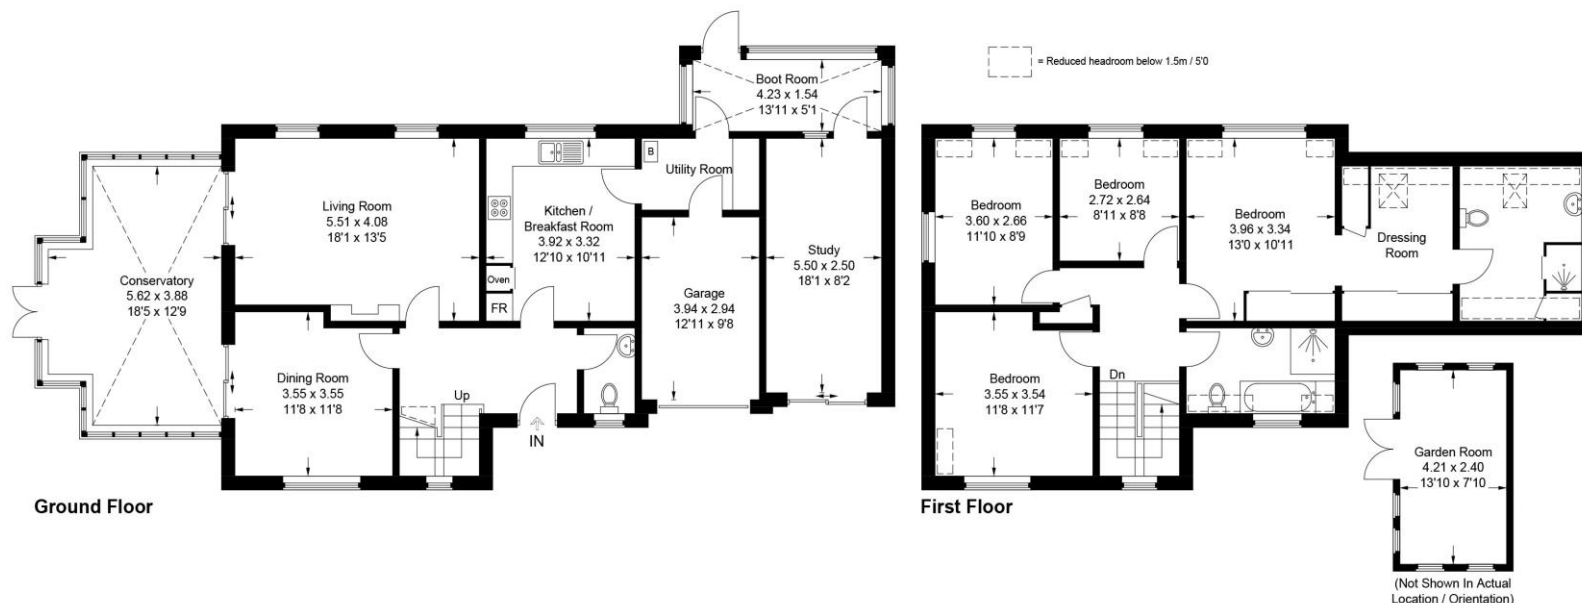 Boot Room
4.23 x 1.54
13'11 x 5'1
= Reduced headroom below 1.5m / 5'0
B
Utility Room
Living Room
5.51 x 4.08
18'1 x 13'5
Kitchen /
Breakfast Room
3.92 x 3.32
12'10 x 10'11
Oven
FR
Conservatory
5.62 x 3.88
18'5 x 12'9
Study
5.50 x 2.50
18'1 x 8'2
Garage
3.94 x 2.94
12'11 x 9'8
Dining Room
3.55 x 3.55
11'8 x 11'8
Up
IN
Ground Floor
Bedroom
3.60 x 2.66
11'10 x 8'9
Bedroom
2.72 x 2.64
8'11 x 8'8
Bedroom
3.96 x 3.34
13'0 x 10'11
Dressing
Room
Bedroom
3.55 x 3.54
11'8 x 11'7
Dn
First Floor
Garden Room
4.21 x 2.40
13'10 x 7'10
(Not Shown In Actual
Location / Orientation)